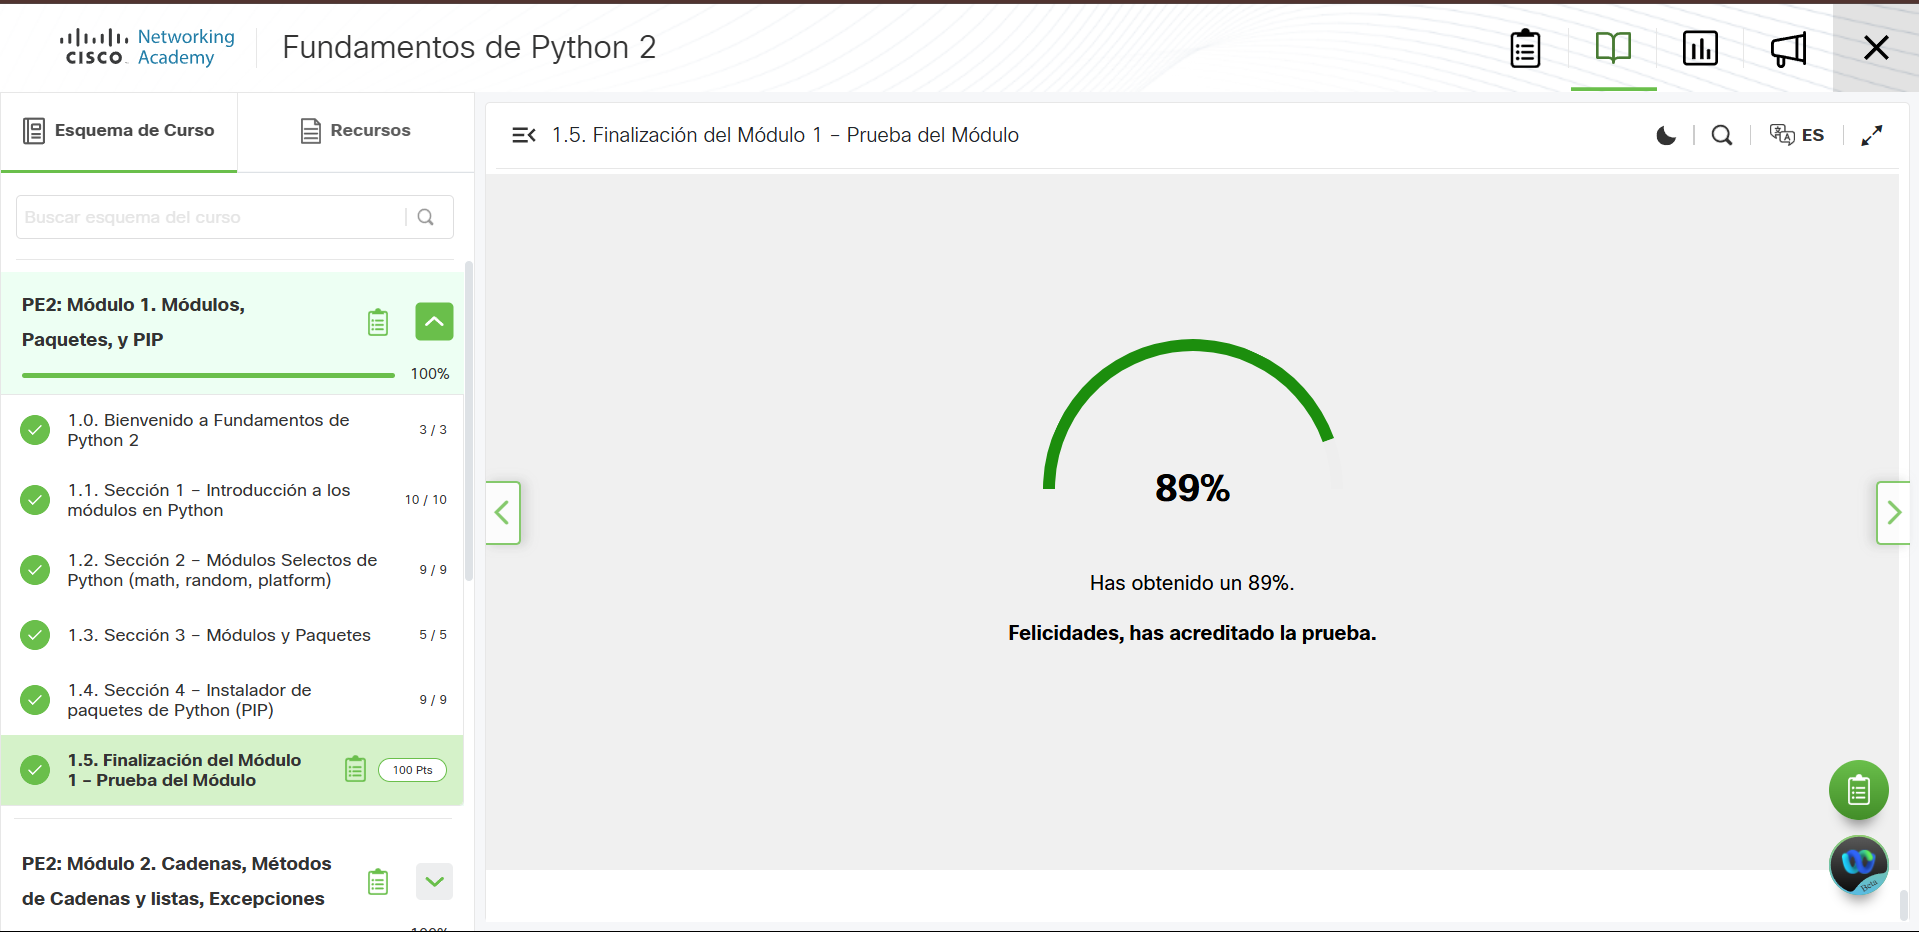 CISCO
Networking
Academy
Fundamentos de Python 2
Esquema de Curso
Recursos
Buscar esquema del curso
PE2: Módulo 1. Módulos,
Paquetes, y PIP
100%
1.0. Bienvenido a Fundamentos de
Python 2
3 / 3
1.1. Sección 1 – Introducción a los
módulos en Python
10 / 10
1.2. Sección 2 – Módulos Selectos de
Python (math, random, platform)
9 / 9
1.3. Sección 3 – Módulos y Paquetes
5 / 5
1.4. Sección 4 – Instalador de
paquetes de Python (PIP)
9 / 9
1.5. Finalización del Módulo
1 – Prueba del Módulo
100 Pts
PE2: Módulo 2. Cadenas, Métodos
de Cadenas y listas, Excepciones
100%
1.5. Finalización del Módulo 1 – Prueba del Módulo
ES
89%
Has obtenido un 89%.
Felicidades, has acreditado la prueba.
Beta